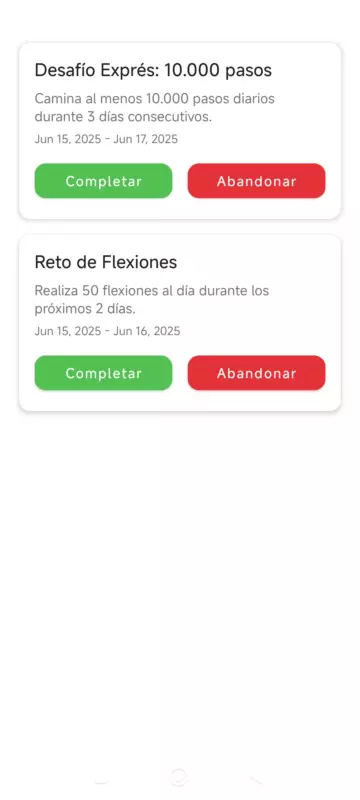 Desafío Exprés: 10.000 pasos
Camina al menos 10.000 pasos diarios
durante 3 días consecutivos.
Jun 15, 2025 - Jun 17, 2025
Completar
Abandonar
Reto de Flexiones
Realiza 50 flexiones al día durante los
próximos 2 días.
Jun 15, 2025 - Jun 16, 2025
Completar
Abandonar